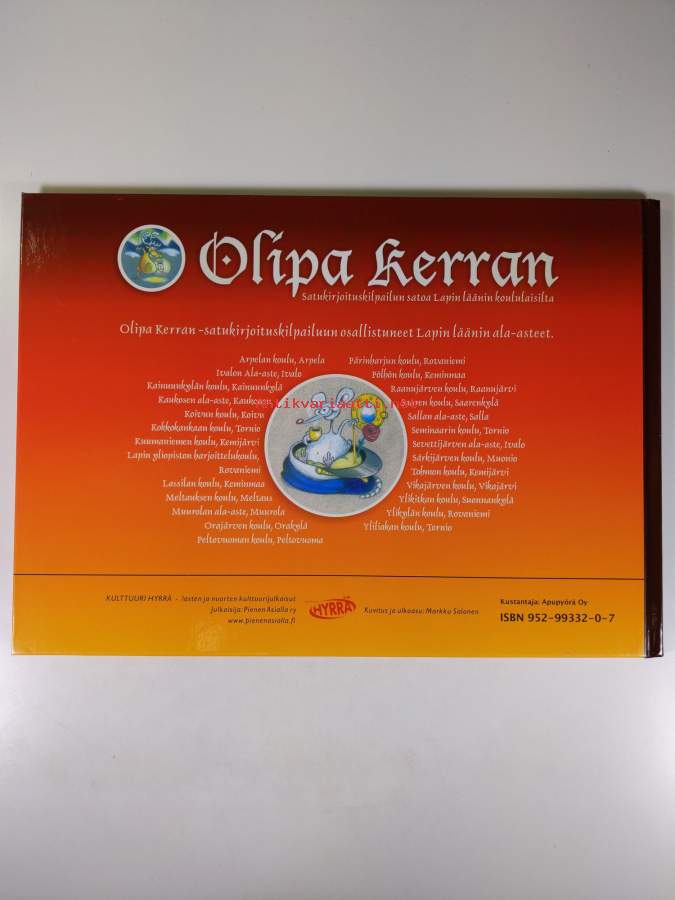 Olipa Kerran
Satukirjoituskilpailun satoa Lapin läänin koululaisilta
Olipa Kerran -satukirjoituskilpailuun osallistuneet Lapin läänin ala-asteet.
Arpelan koulu, Arpela
Ivalon Ala-aste, Ivalo
Kainuunkylän koulu, Kainuunkylä
Kaukosen ala-aste, Kaukonen
Koivun koulu, Koivu
Kokkokankaan koulu, Tornio
Kuumaniemen koulu, Kemijärvi
Lapin yliopiston harjoittelukoulu,
Rovaniemi
Lassilan koulu, Keminmaa
Meltauksen koulu, Meltaus
Muurolan ala-aste, Muurola
Orajärven koulu, Orakylä
Peltovuoman koulu, Peltovuoma
Pärinharjun koulu, Rovaniemi
Pölhön koulu, Keminmaa
Raanujärven koulu, Raanujärvi
Saaren koulu, Saarenkylä
Sallan ala-aste, Salla
Seminaarin koulu, Tornio
Sevettijärven ala-aste, Ivalo
Särkijärven koulu, Muonio
Tohmon koulu, Kemijärvi
Vikajärven koulu, Vikajärvi
Ylikitkan koulu, Suonnankylä
Ylikylän koulu, Rovaniemi
Yliliakan koulu, Tornio
KULTTUURI HYRRÄ - lasten ja nuorten kulttuurijulkaisut
Julkaisija: Pienen Asialla ry
www.pienenasialla.fi
HYRRÄ
Kuvitus ja ulkoasu: Markku Salonen
Kustantaja: Apupyörä Oy
ISBN 952-99332-0-7